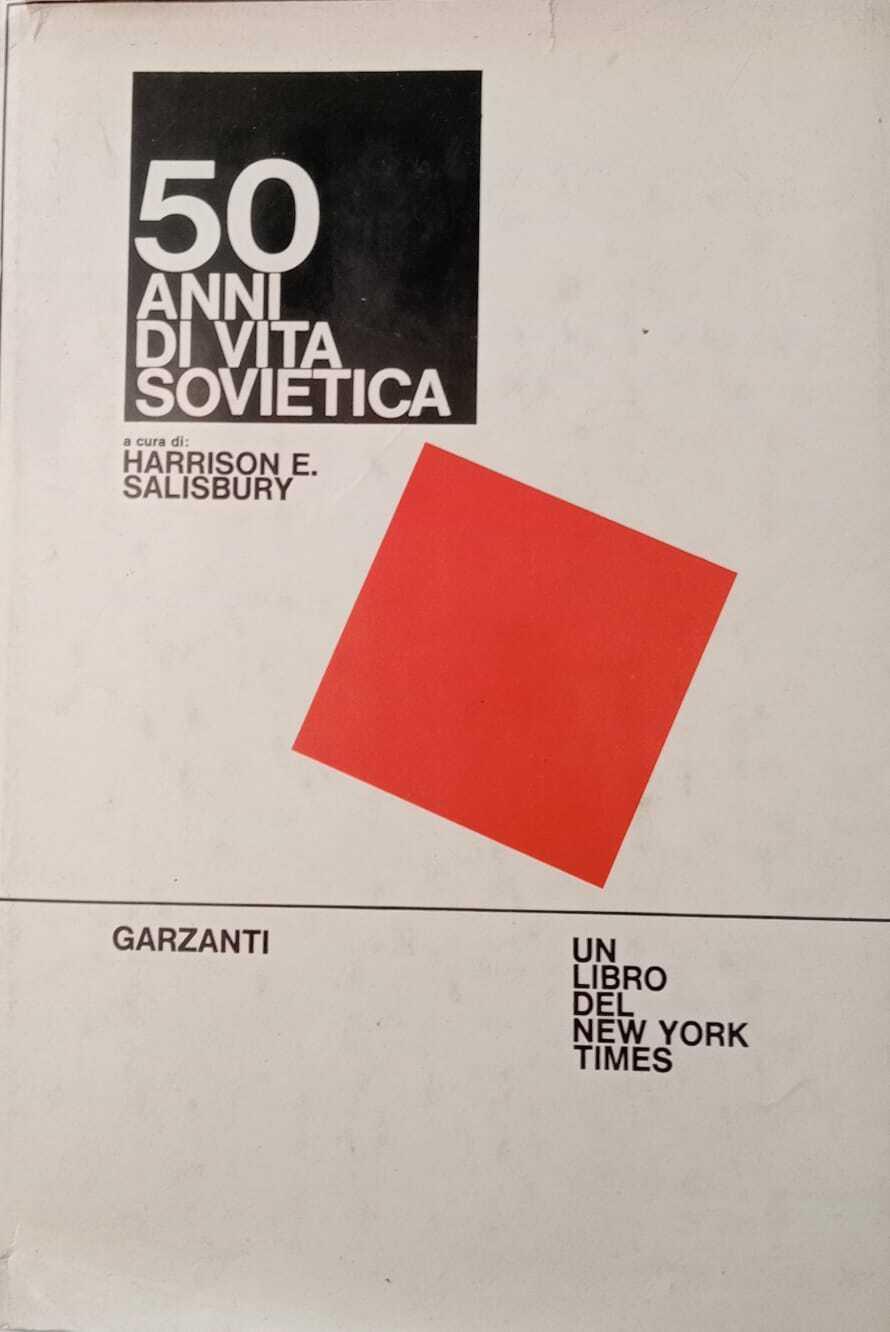 50
ANNI
DI VITA
SOVIETICA
a cura di:
HARRISON E.
SALISBURY
GARZANTI
UN
LIBRO
DEL
NEW YORK
TIMES